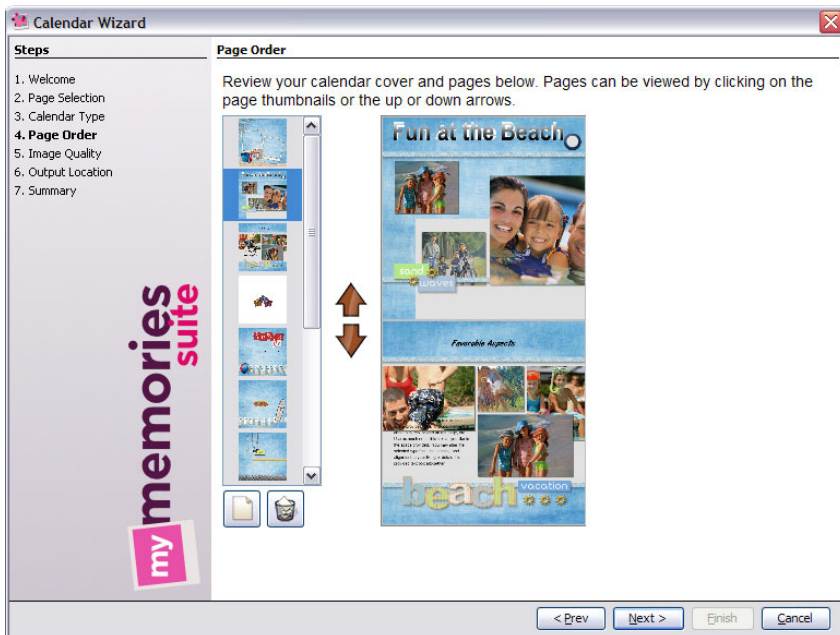 Calendar Wizard
Steps
1. Welcome
2. Page Selection
3. Calendar Type
4. Page Order
5. Image Quality
6. Output Location
7. Summary
my memories suite
Page Order
Review your calendar cover and pages below. Pages can be viewed by clicking on the
page thumbnails or the up or down arrows.
Fun at the Beach
sand
waves
Favorable Aspects
beach
vacation
< Prev
Next >
Finish
Cancel